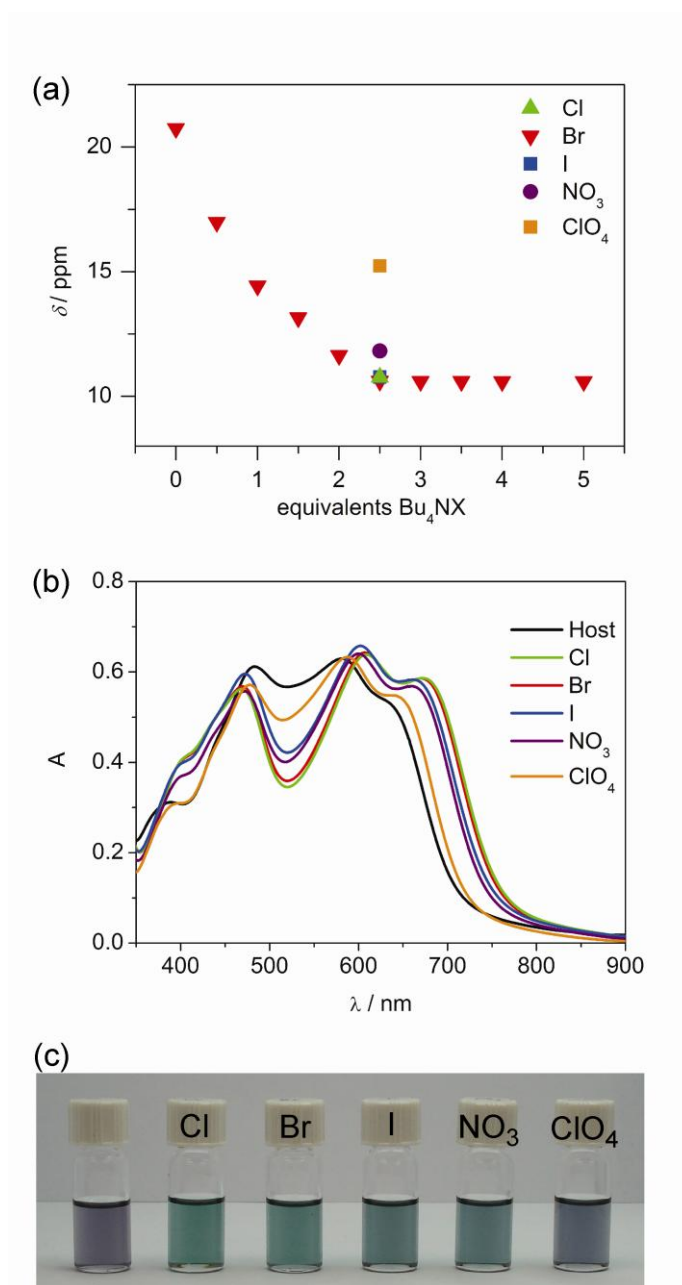 (a)
Cl
Br
I
NO₃
ClO₄
20
15
10
δ / ppm
0 1 2 3 4 5
equivalents Bu₄NX
(b)
0.8
0.6
0.4
0.2
0.0
A
Host
Cl
Br
I
NO₃
ClO₄
400 500 600 700 800 900
λ / nm
(c)
Cl Br I NO₃ ClO₄